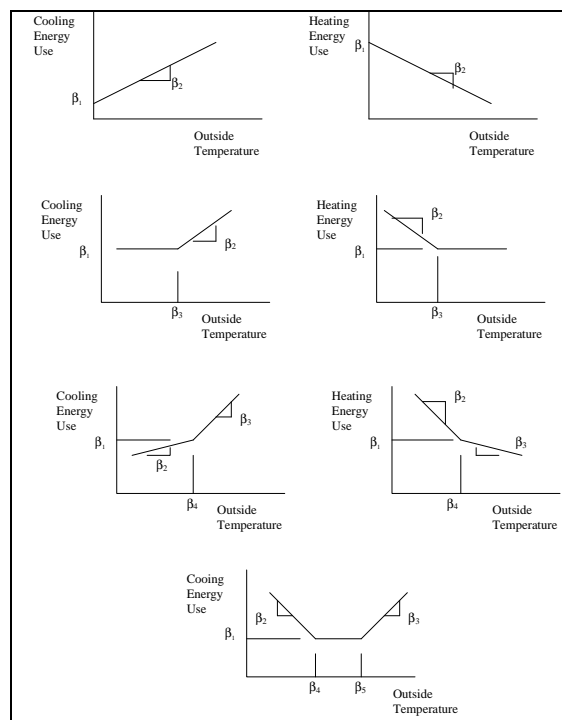 Cooling
Energy
Use
β₁
β₂
Outside
Temperature
Heating
Energy
Use
β₁
β₂
Outside
Temperature
Cooling
Energy
Use
β₁
β₂
β₃
Outside
Temperature
Heating
Energy
Use
β₁
β₂
β₃
Outside
Temperature
Cooling
Energy
Use
β₁
β₂
β₃
β₄
Outside
Temperature
Heating
Energy
Use
β₁
β₂
β₃
β₄
Outside
Temperature
Cooing
Energy
Use
β₁
β₂
β₃
β₄
β₅
Outside
Temperature